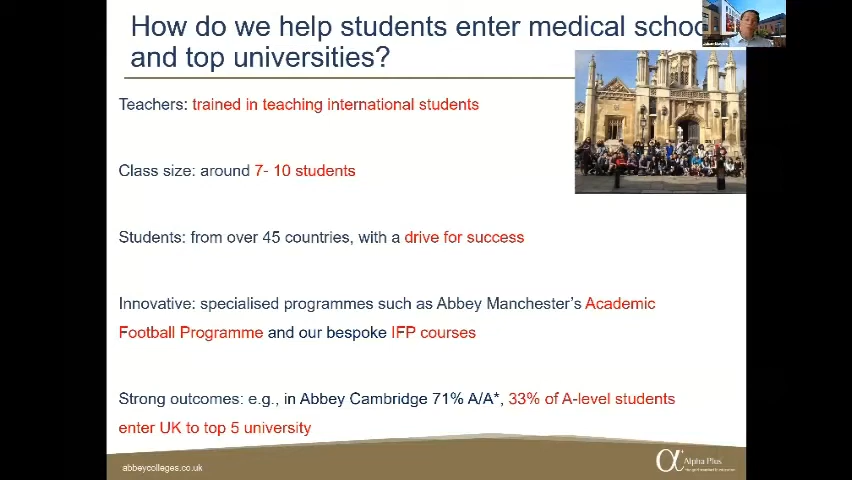 How do we help students enter medical schoo
and top universities?
Teachers: trained in teaching international students
Class size: around 7- 10 students
Students: from over 45 countries, with a drive for success
Innovative: specialised programmes such as Abbey Manchester's Academic
Football Programme and our bespoke IFP courses
Strong outcomes: e.g., in Abbey Cambridge 71% A/A*, 33% of A-level students
enter UK to top 5 university
abbeycolleges.co.uk
Alpha Plus